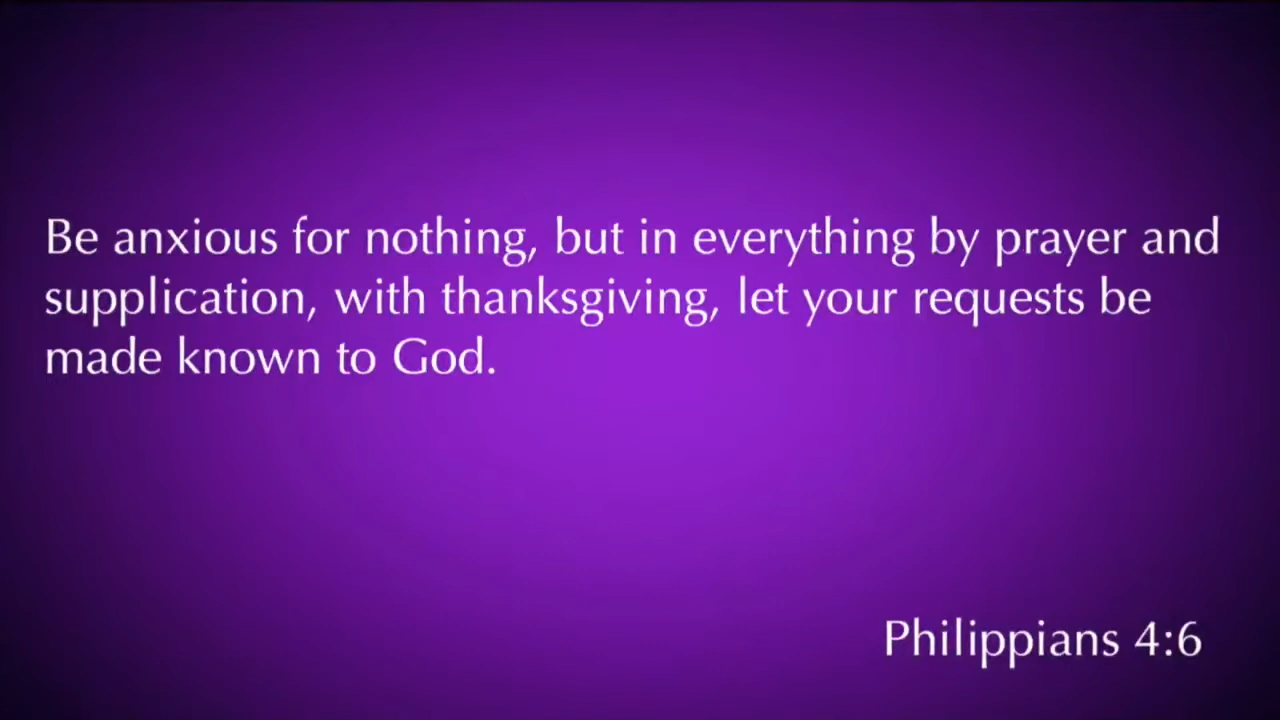 Be anxious for nothing, but in everything by prayer and
supplication, with thanksgiving, let your requests be
made known to God.
Philippians 4:6